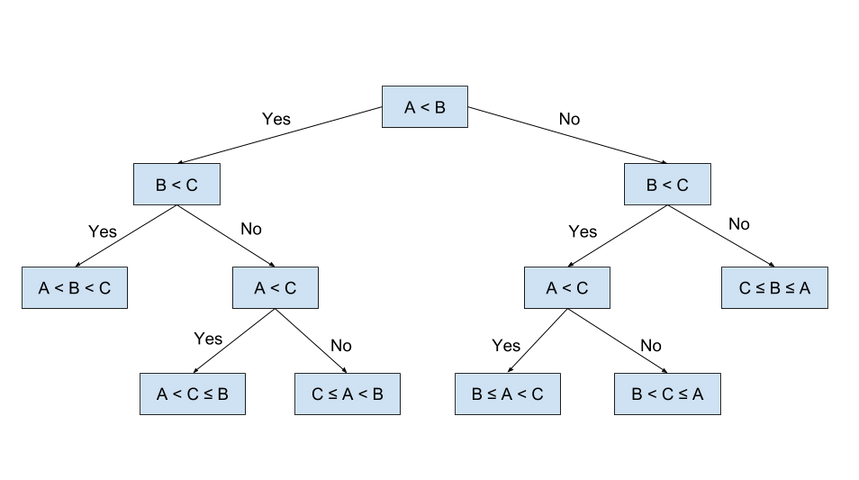 A < B
Yes
No
B < C
B < C
Yes
No
Yes
No
A < B < C
A < C
A < C
C ≤ B ≤ A
Yes
No
Yes
No
A < C ≤ B
C ≤ A < B
B ≤ A < C
B < C ≤ A